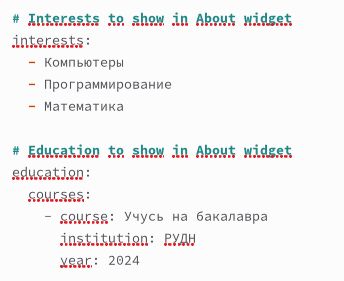 # Interests to show in About widget
interests:
  - Компьютеры
  - Программирование
  - Математика

# Education to show in About widget
education:
  courses:
    - course: Учусь на бакалавра
      institution: РУДН
      year: 2024